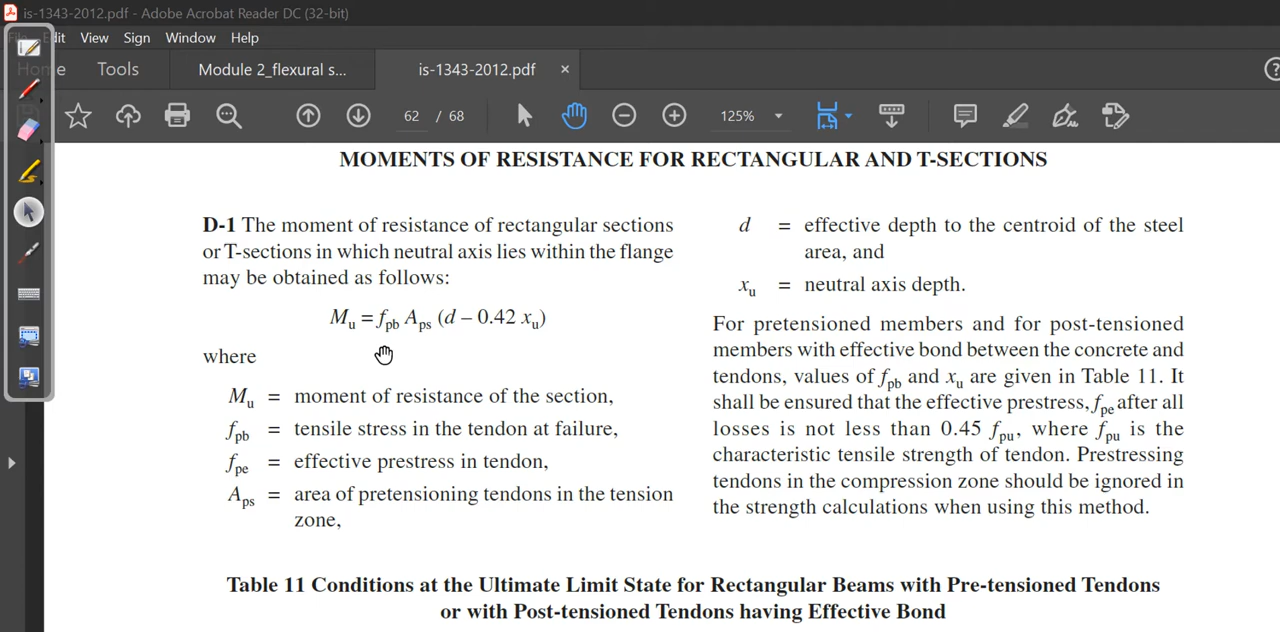 is-1343-2012.pdf - Adobe Acrobat Reader DC (32-bit)
Edit View Sign Window Help
Home Tools Module 2_flexural s... is-1343-2012.pdf ×
62 / 68 125%
MOMENTS OF RESISTANCE FOR RECTANGULAR AND T-SECTIONS
D-1 The moment of resistance of rectangular sections
or T-sections in which neutral axis lies within the flange
may be obtained as follows:
Mu = fpb Aps (d – 0.42 xu)
where
Mu = moment of resistance of the section,
fpb = tensile stress in the tendon at failure,
fpe = effective prestress in tendon,
Aps = area of pretensioning tendons in the tension
zone,
d = effective depth to the centroid of the steel
area, and
xu = neutral axis depth.
For pretensioned members and for post-tensioned
members with effective bond between the concrete and
tendons, values of fpb and xu are given in Table 11. It
shall be ensured that the effective prestress, fpe after all
losses is not less than 0.45 fpu, where fpu is the
characteristic tensile strength of tendon. Prestressing
tendons in the compression zone should be ignored in
the strength calculations when using this method.
Table 11 Conditions at the Ultimate Limit State for Rectangular Beams with Pre-tensioned Tendons
or with Post-tensioned Tendons having Effective Bond